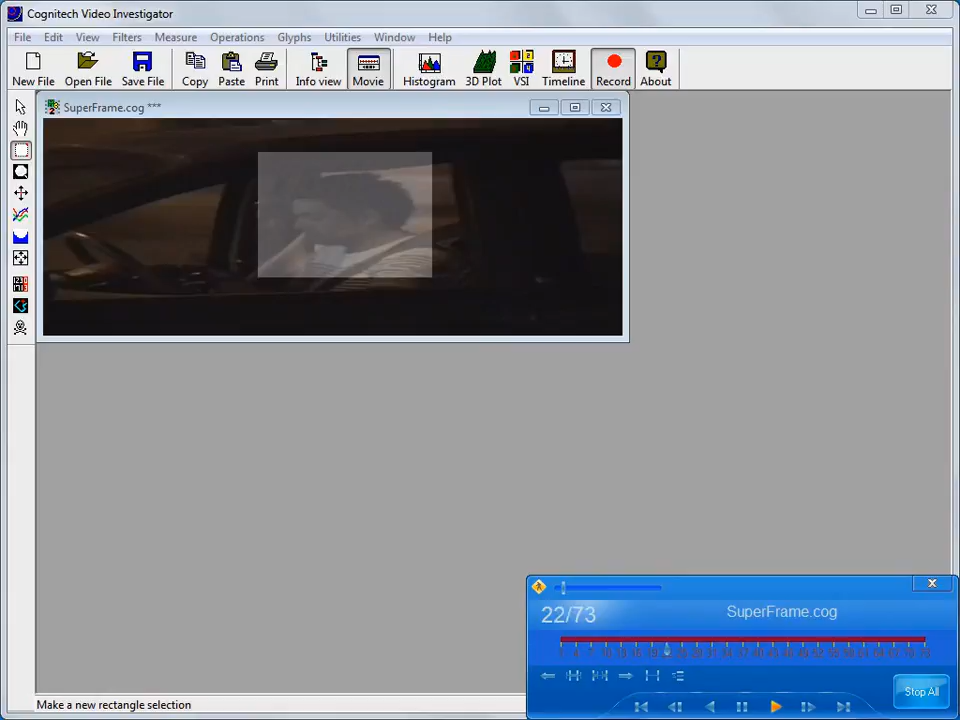 Cognitech Video Investigator
File Edit View Filters Measure Operations Glyphs Utilities Window Help
New File Open File Save File Copy Paste Print Info view Movie Histogram 3D Plot VSI Timeline Record About
SuperFrame.cog ***
22/73 SuperFrame.cog
Stop All
Make a new rectangle selection